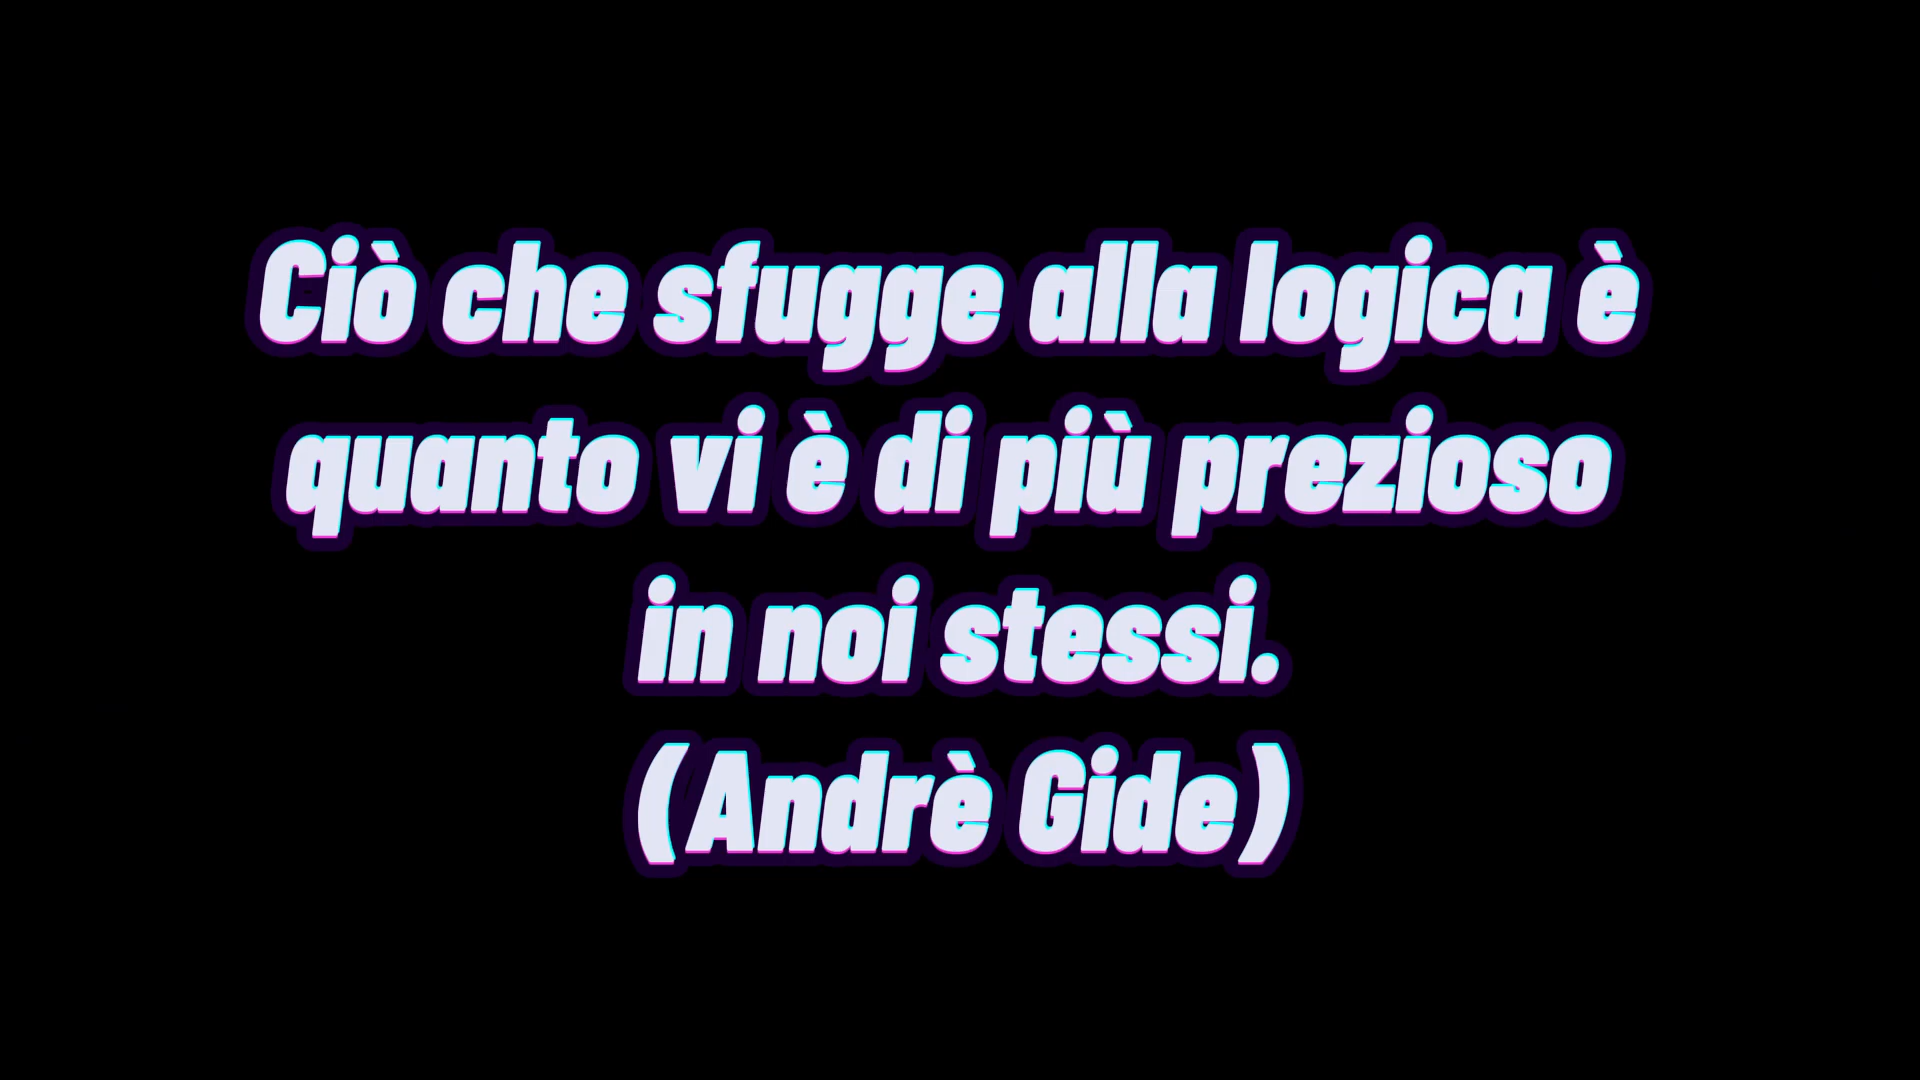 Ciò che sfugge alla logica è
quanto vi è di più prezioso
in noi stessi.
(Andrè Gide)